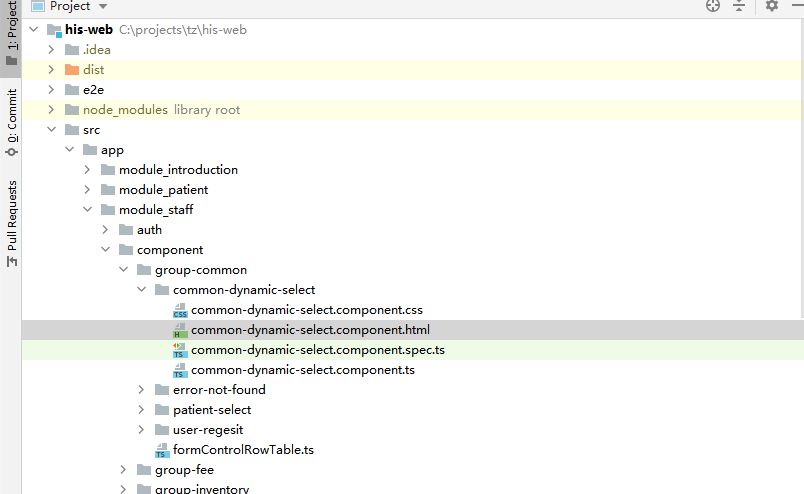 Project
1: Project
his-web C:\projects\tz\his-web
.idea
dist
e2e
node_modules library root
src
app
module_introduction
module_patient
module_staff
auth
component
group-common
common-dynamic-select
CSS common-dynamic-select.component.css
H common-dynamic-select.component.html
TS common-dynamic-select.component.spec.ts
TS common-dynamic-select.component.ts
error-not-found
patient-select
user-regesit
TS formControlRowTable.ts
group-fee
group-inventory
0: Commit
Pull Requests